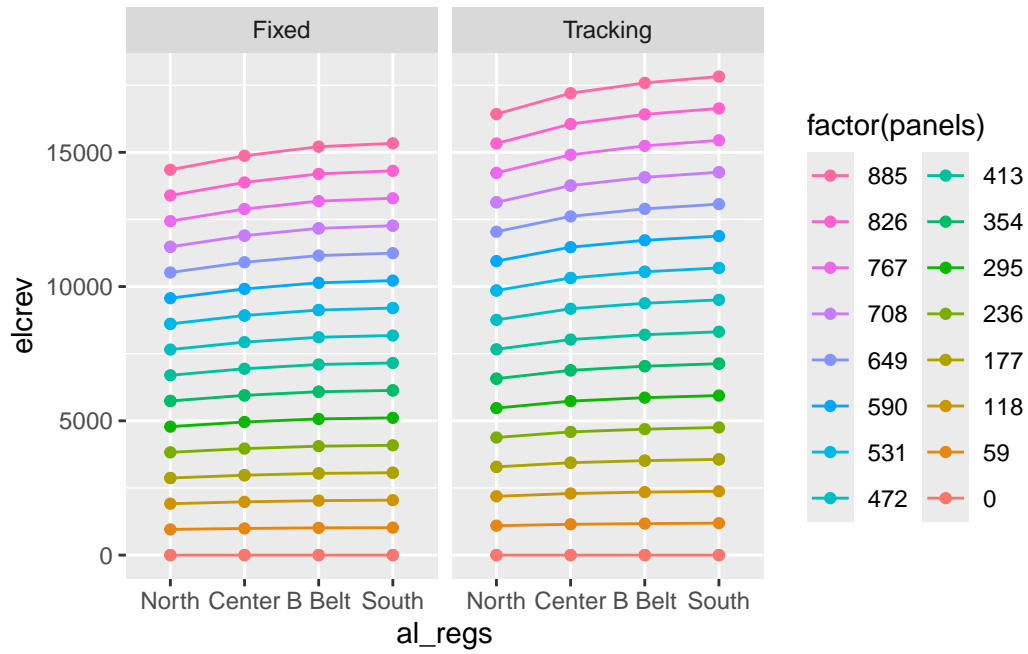 Fixed Tracking
elcrev
15000
10000
5000
0
North Center B Belt South North Center B Belt South
al_regs
factor(panels)
885 413
826 354
767 295
708 236
649 177
590 118
531 59
472 0